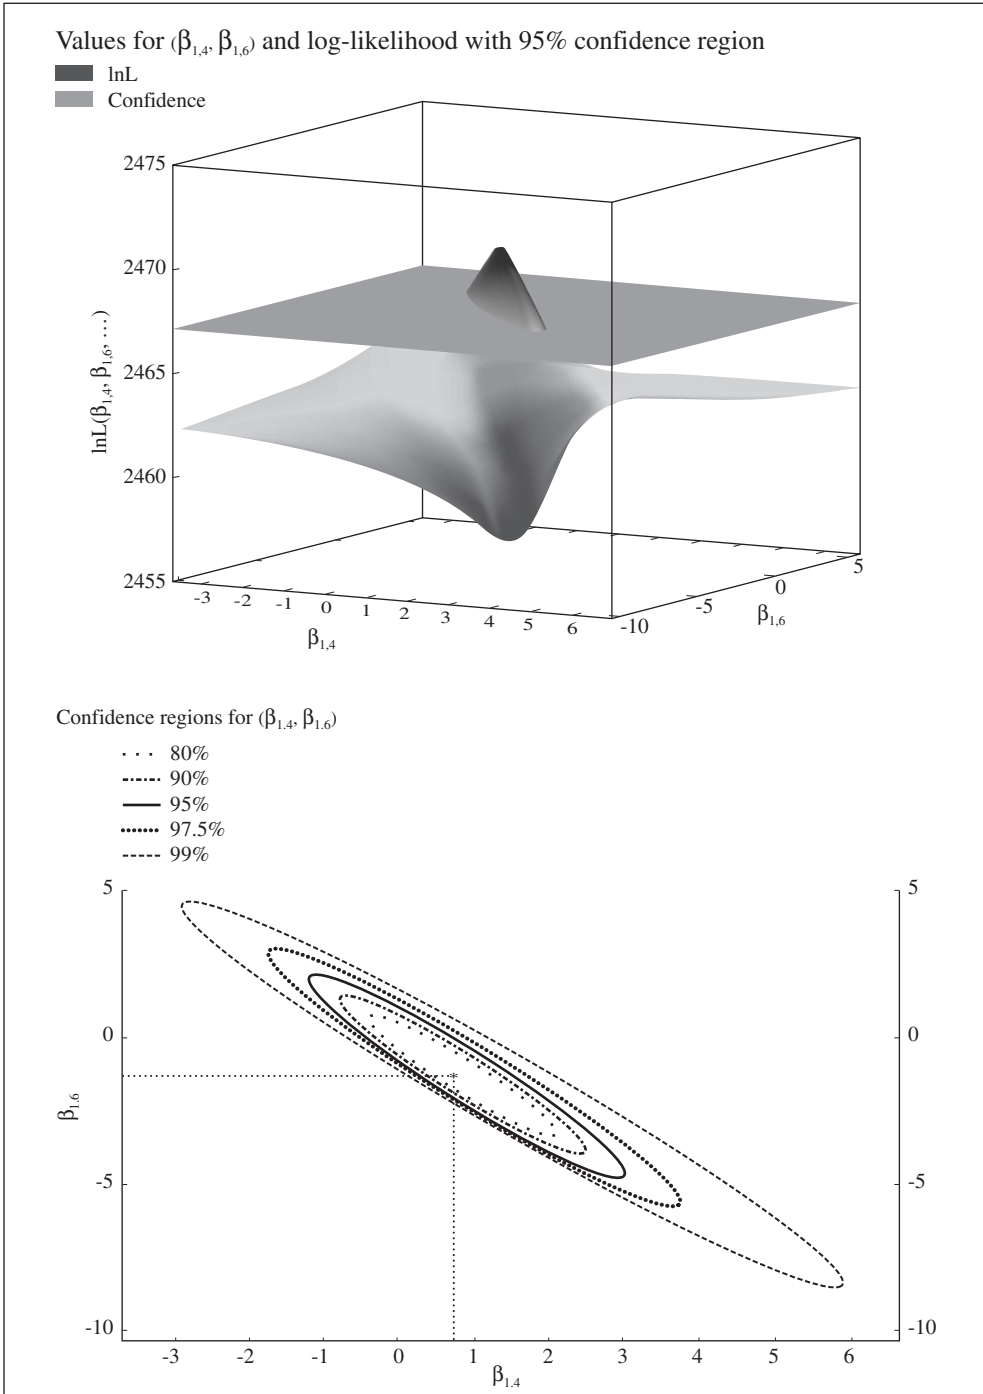 Values for (β1,4, β1,6) and log-likelihood with 95% confidence region
lnL
Confidence
2475
2470
2465
2460
2455
lnL(β1,4, β1,6, …)
-3 -2 -1 0 1 2 3 4 5 6
β1,4
-10 -5 0 5
β1,6
Confidence regions for (β1.4, β1.6)
80%
90%
95%
97.5%
99%
5 5
0 0
-5 -5
-10 -10
β1.6
-3 -2 -1 0 1 2 3 4 5 6
β1.4